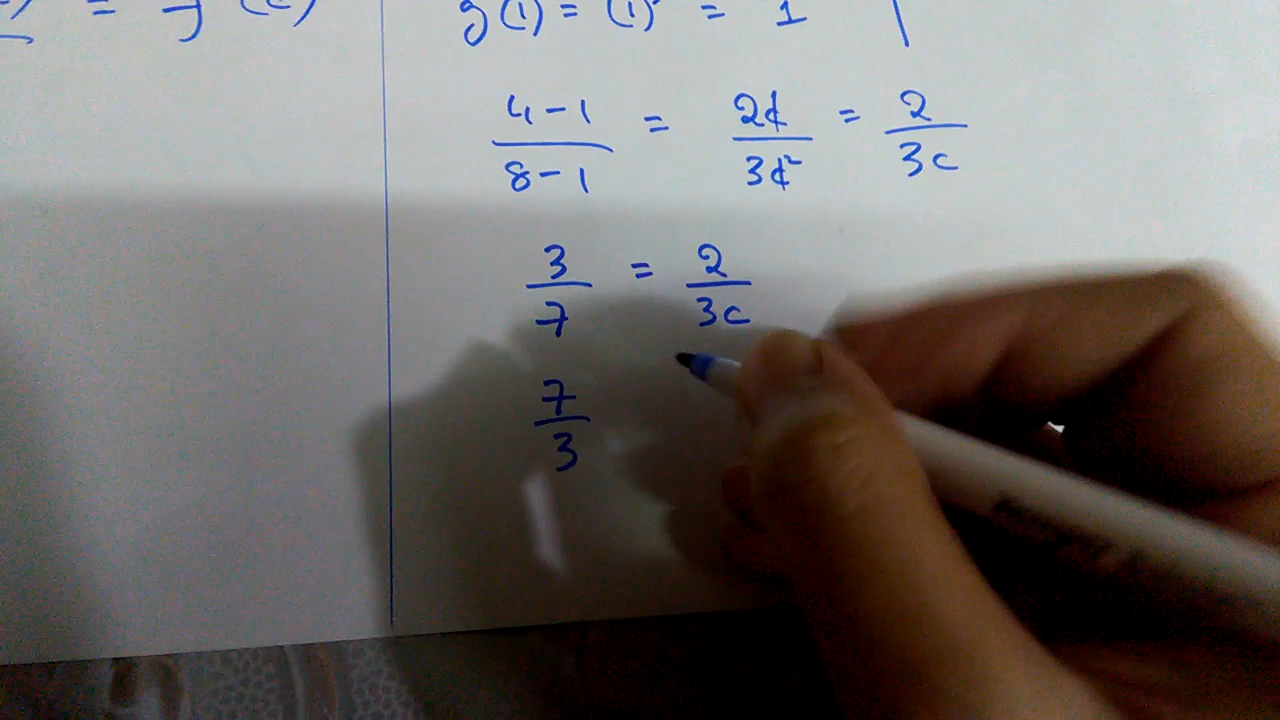 = f (c)
g(1) = (1)³ = 1
4-1/8-1 = 2c/3c² = 2/3c
3/7 = 2/3c
7/3